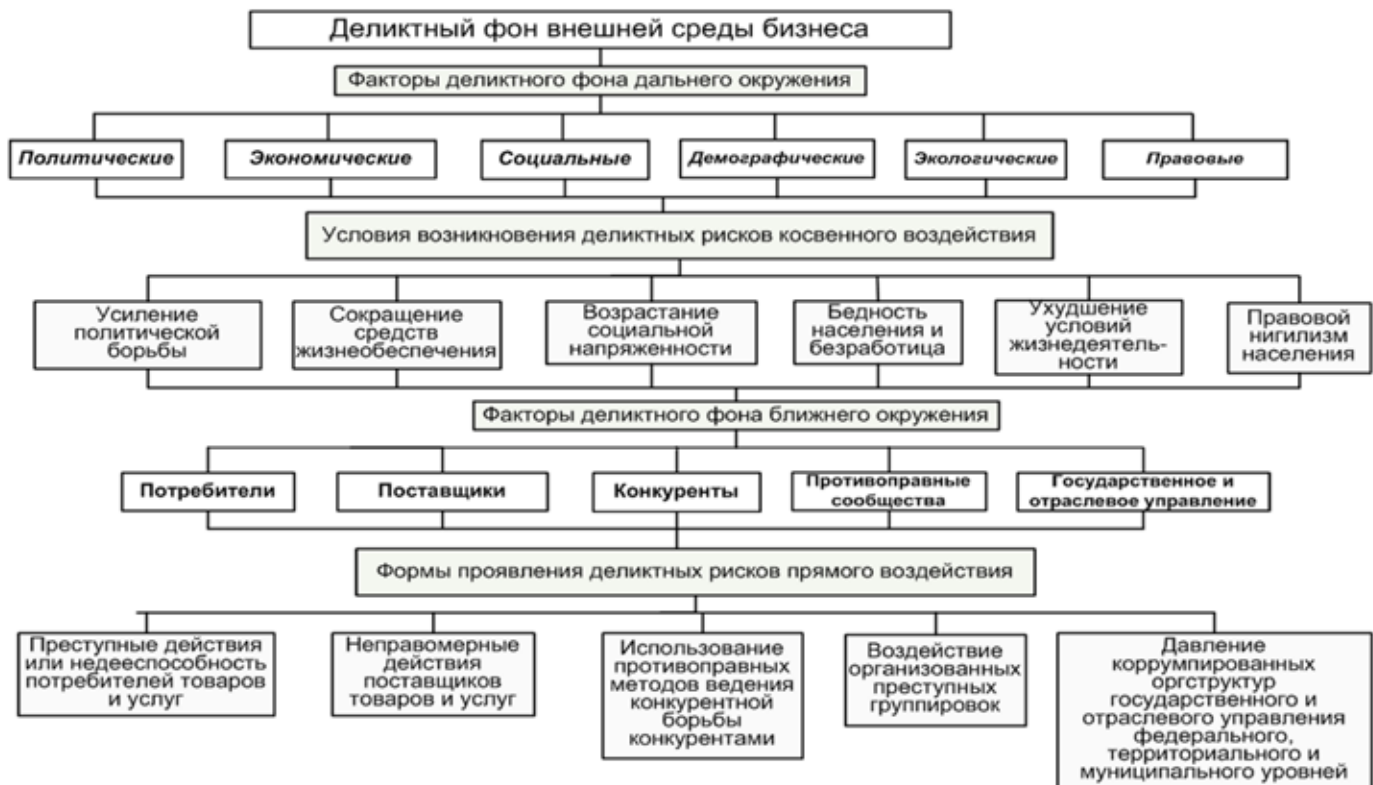 Деликтный фон внешней среды бизнеса
Факторы деликтного фона дальнего окружения
Политические
Экономические
Социальные
Демографические
Экологические
Правовые
Условия возникновения деликтных рисков косвенного воздействия
Усиление
политической
борьбы
Сокращение
средств
жизнеобеспечения
Возрастание
социальной
напряженности
Бедность
населения и
безработица
Ухудшение
условий
жизнедеятель-
ности
Правовой
нигилизм
населения
Факторы деликтного фона ближнего окружения
Потребители
Поставщики
Конкуренты
Противоправные
сообщества
Государственное и
отраслевое управление
Формы проявления деликтных рисков прямого воздействия
Преступные действия
или недееспособность
потребителей товаров
и услуг
Неправомерные
действия
поставщиков
товаров и услуг
Использование
противоправных
методов ведения
конкурентной
борьбы
конкурентами
Воздействие
организованных
преступных
группировок
Давление
коррумпированных
оргструктур
государственного и
отраслевого управления
федерального,
территориального и
муниципального уровней